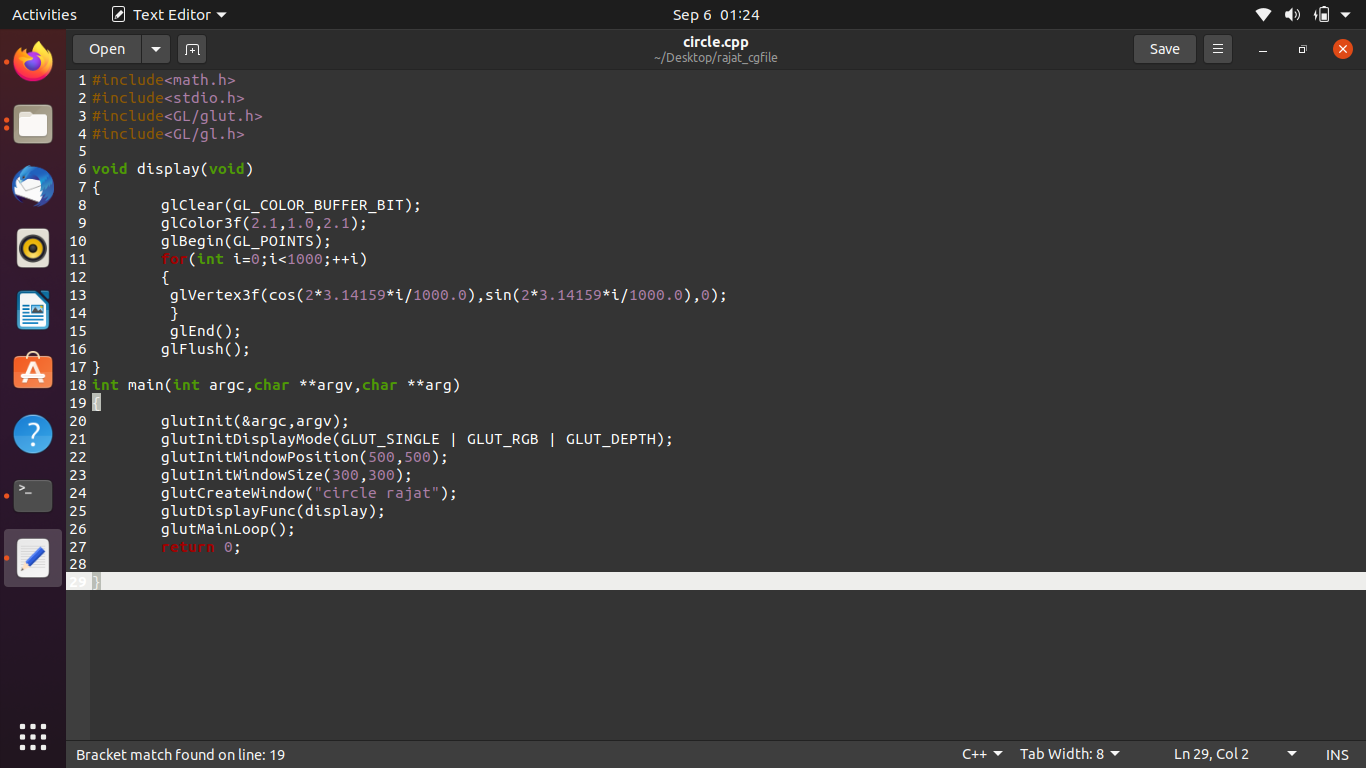 Activities Text Editor Sep 6 01:24
Open circle.cpp Save
~/Desktop/rajat_cgfile
1 #include<math.h>
2 #include<stdio.h>
3 #include<GL/glut.h>
4 #include<GL/gl.h>
5
6 void display(void)
7 {
8 glClear(GL_COLOR_BUFFER_BIT);
9 glColor3f(2.1,1.0,2.1);
10 glBegin(GL_POINTS);
11 for(int i=0;i<1000;++i)
12 {
13 glVertex3f(cos(2*3.14159*i/1000.0),sin(2*3.14159*i/1000.0),0);
14 }
15 glEnd();
16 glFlush();
17 }
18 int main(int argc,char **argv,char **arg)
19 {
20 glutInit(&argc,argv);
21 glutInitDisplayMode(GLUT_SINGLE | GLUT_RGB | GLUT_DEPTH);
22 glutInitWindowPosition(500,500);
23 glutInitWindowSize(300,300);
24 glutCreateWindow("circle rajat");
25 glutDisplayFunc(display);
26 glutMainLoop();
27 return 0;
28
29 }
Bracket match found on line: 19 C++ Tab Width: 8 Ln 29, Col 2 INS